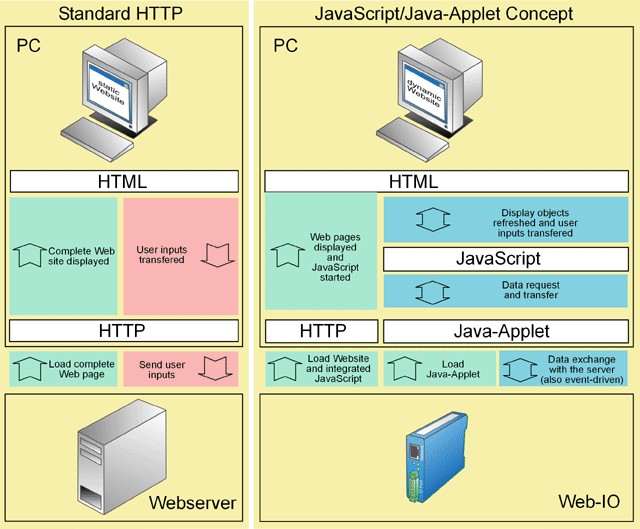 Standard HTTP
PC
static
Website
HTML
Complete Web
site displayed
User inputs
transfered
HTTP
Load complete
Web page
Send user
inputs
Webserver
JavaScript/Java-Applet Concept
PC
dynamic
Website
HTML
Web pages
displayed
and
JavaScript
started
Display objects
refreshed and user
inputs transfered
JavaScript
Data request
and transfer
HTTP
Java-Applet
Load Website
and integrated
JavaScript
Load
Java-Applet
Data exchange
with the server
(also event-driven)
Web-IO